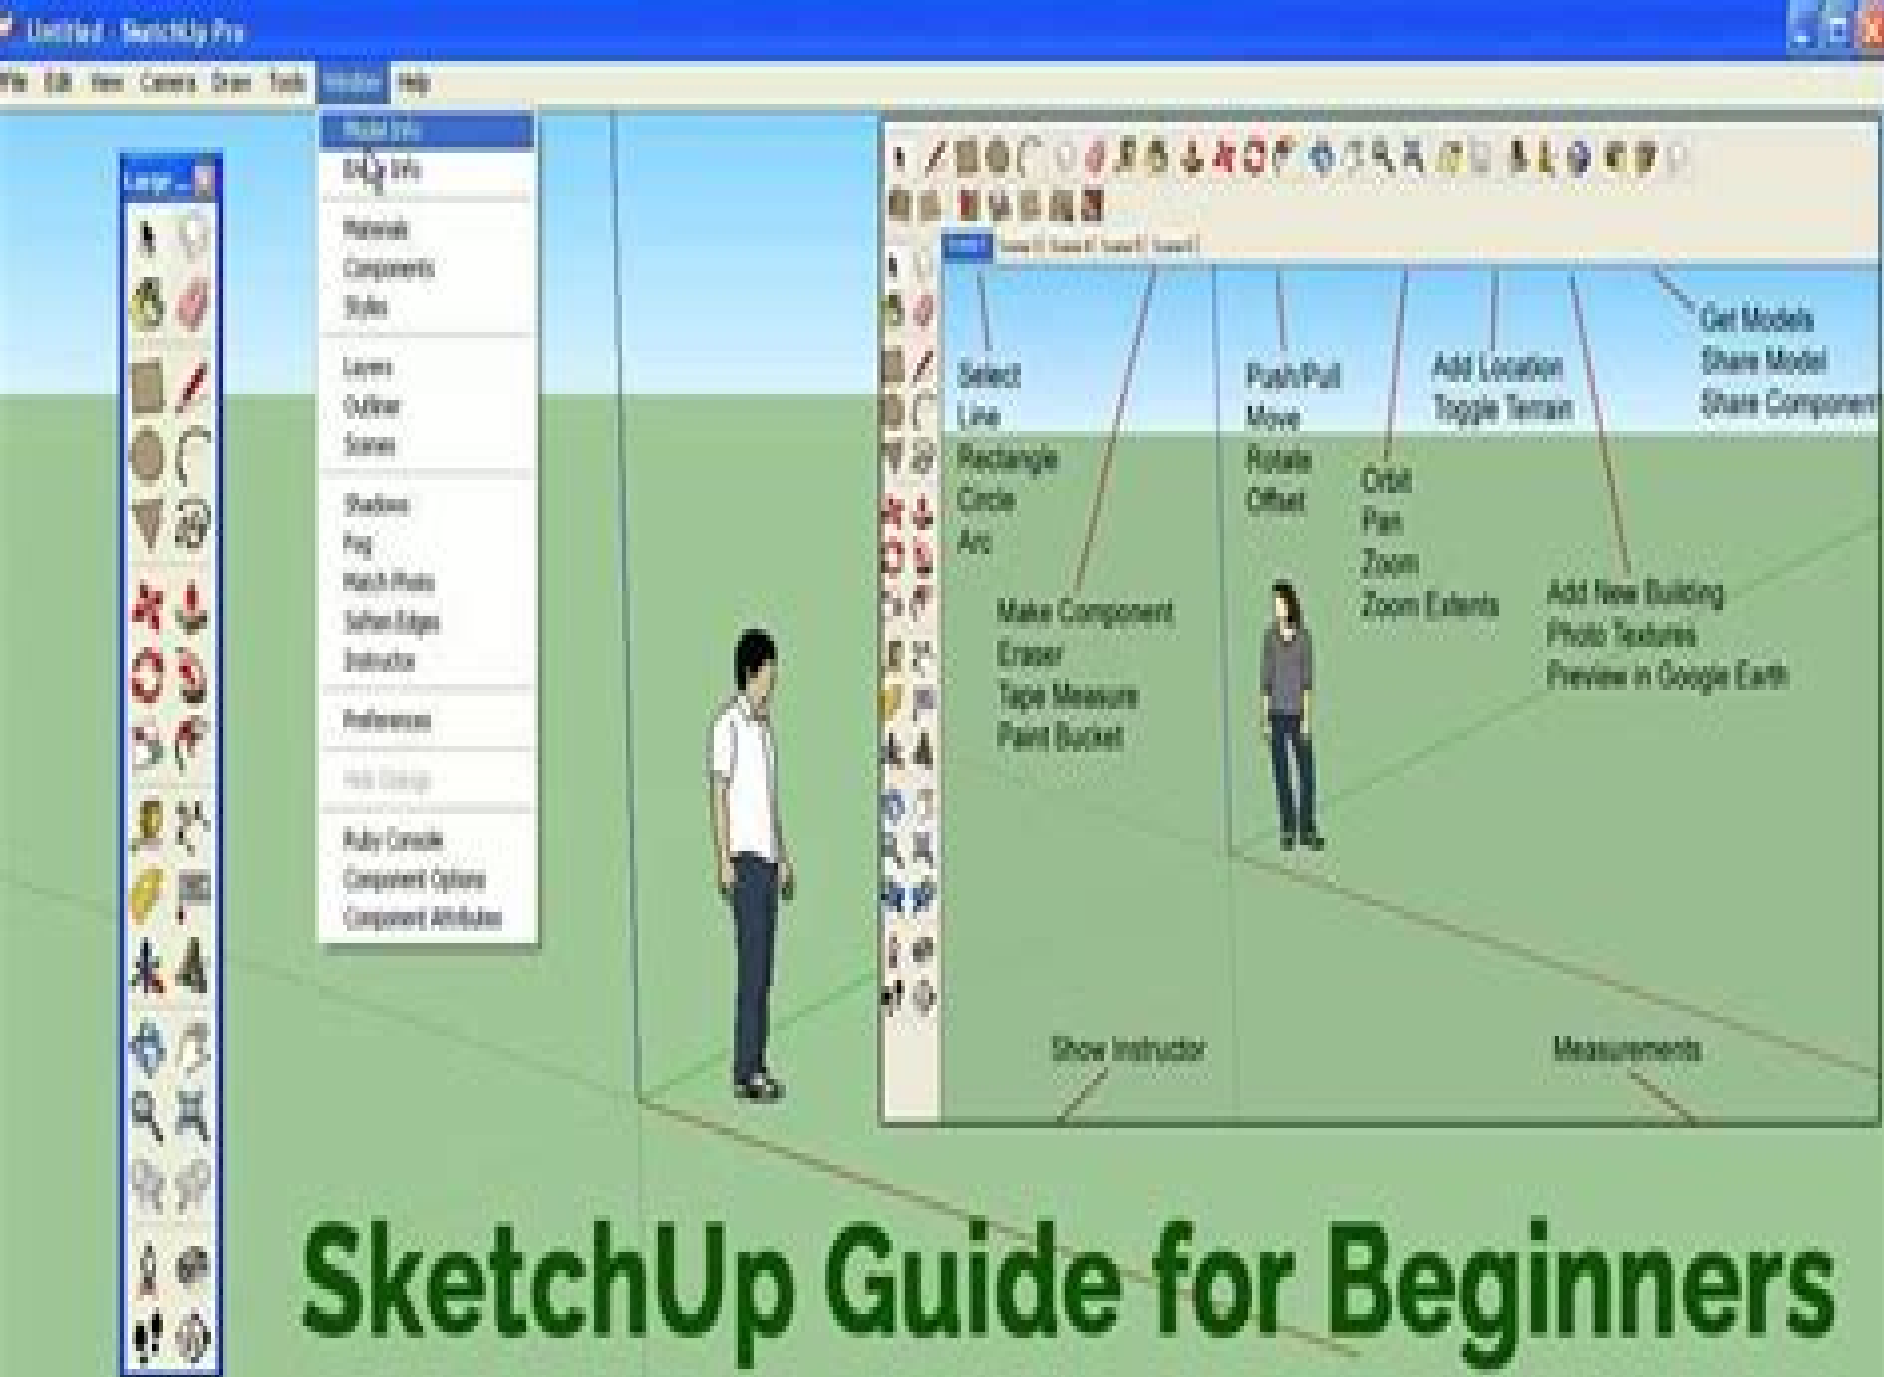 Untitled - SketchUp Pro
File Edit View Camera Draw Tools Window Help
Large ...
Model Info
Entity Info
Materials
Components
Styles
Layers
Outliner
Scenes
Shadows
Fog
Match Photo
Soften Edges
Instructor
Preferences
Hide Dialogs
Ruby Console
Component Options
Component Attributes
Select
Line
Rectangle
Circle
Arc
Make Component
Eraser
Tape Measure
Paint Bucket
Push/Pull
Move
Rotate
Offset
Orbit
Pan
Zoom
Zoom Extents
Add Location
Toggle Terrain
Add New Building
Photo Textures
Preview in Google Earth
Get Models
Share Model
Share Component
Show Instructor
Measurements
SketchUp Guide for Beginners